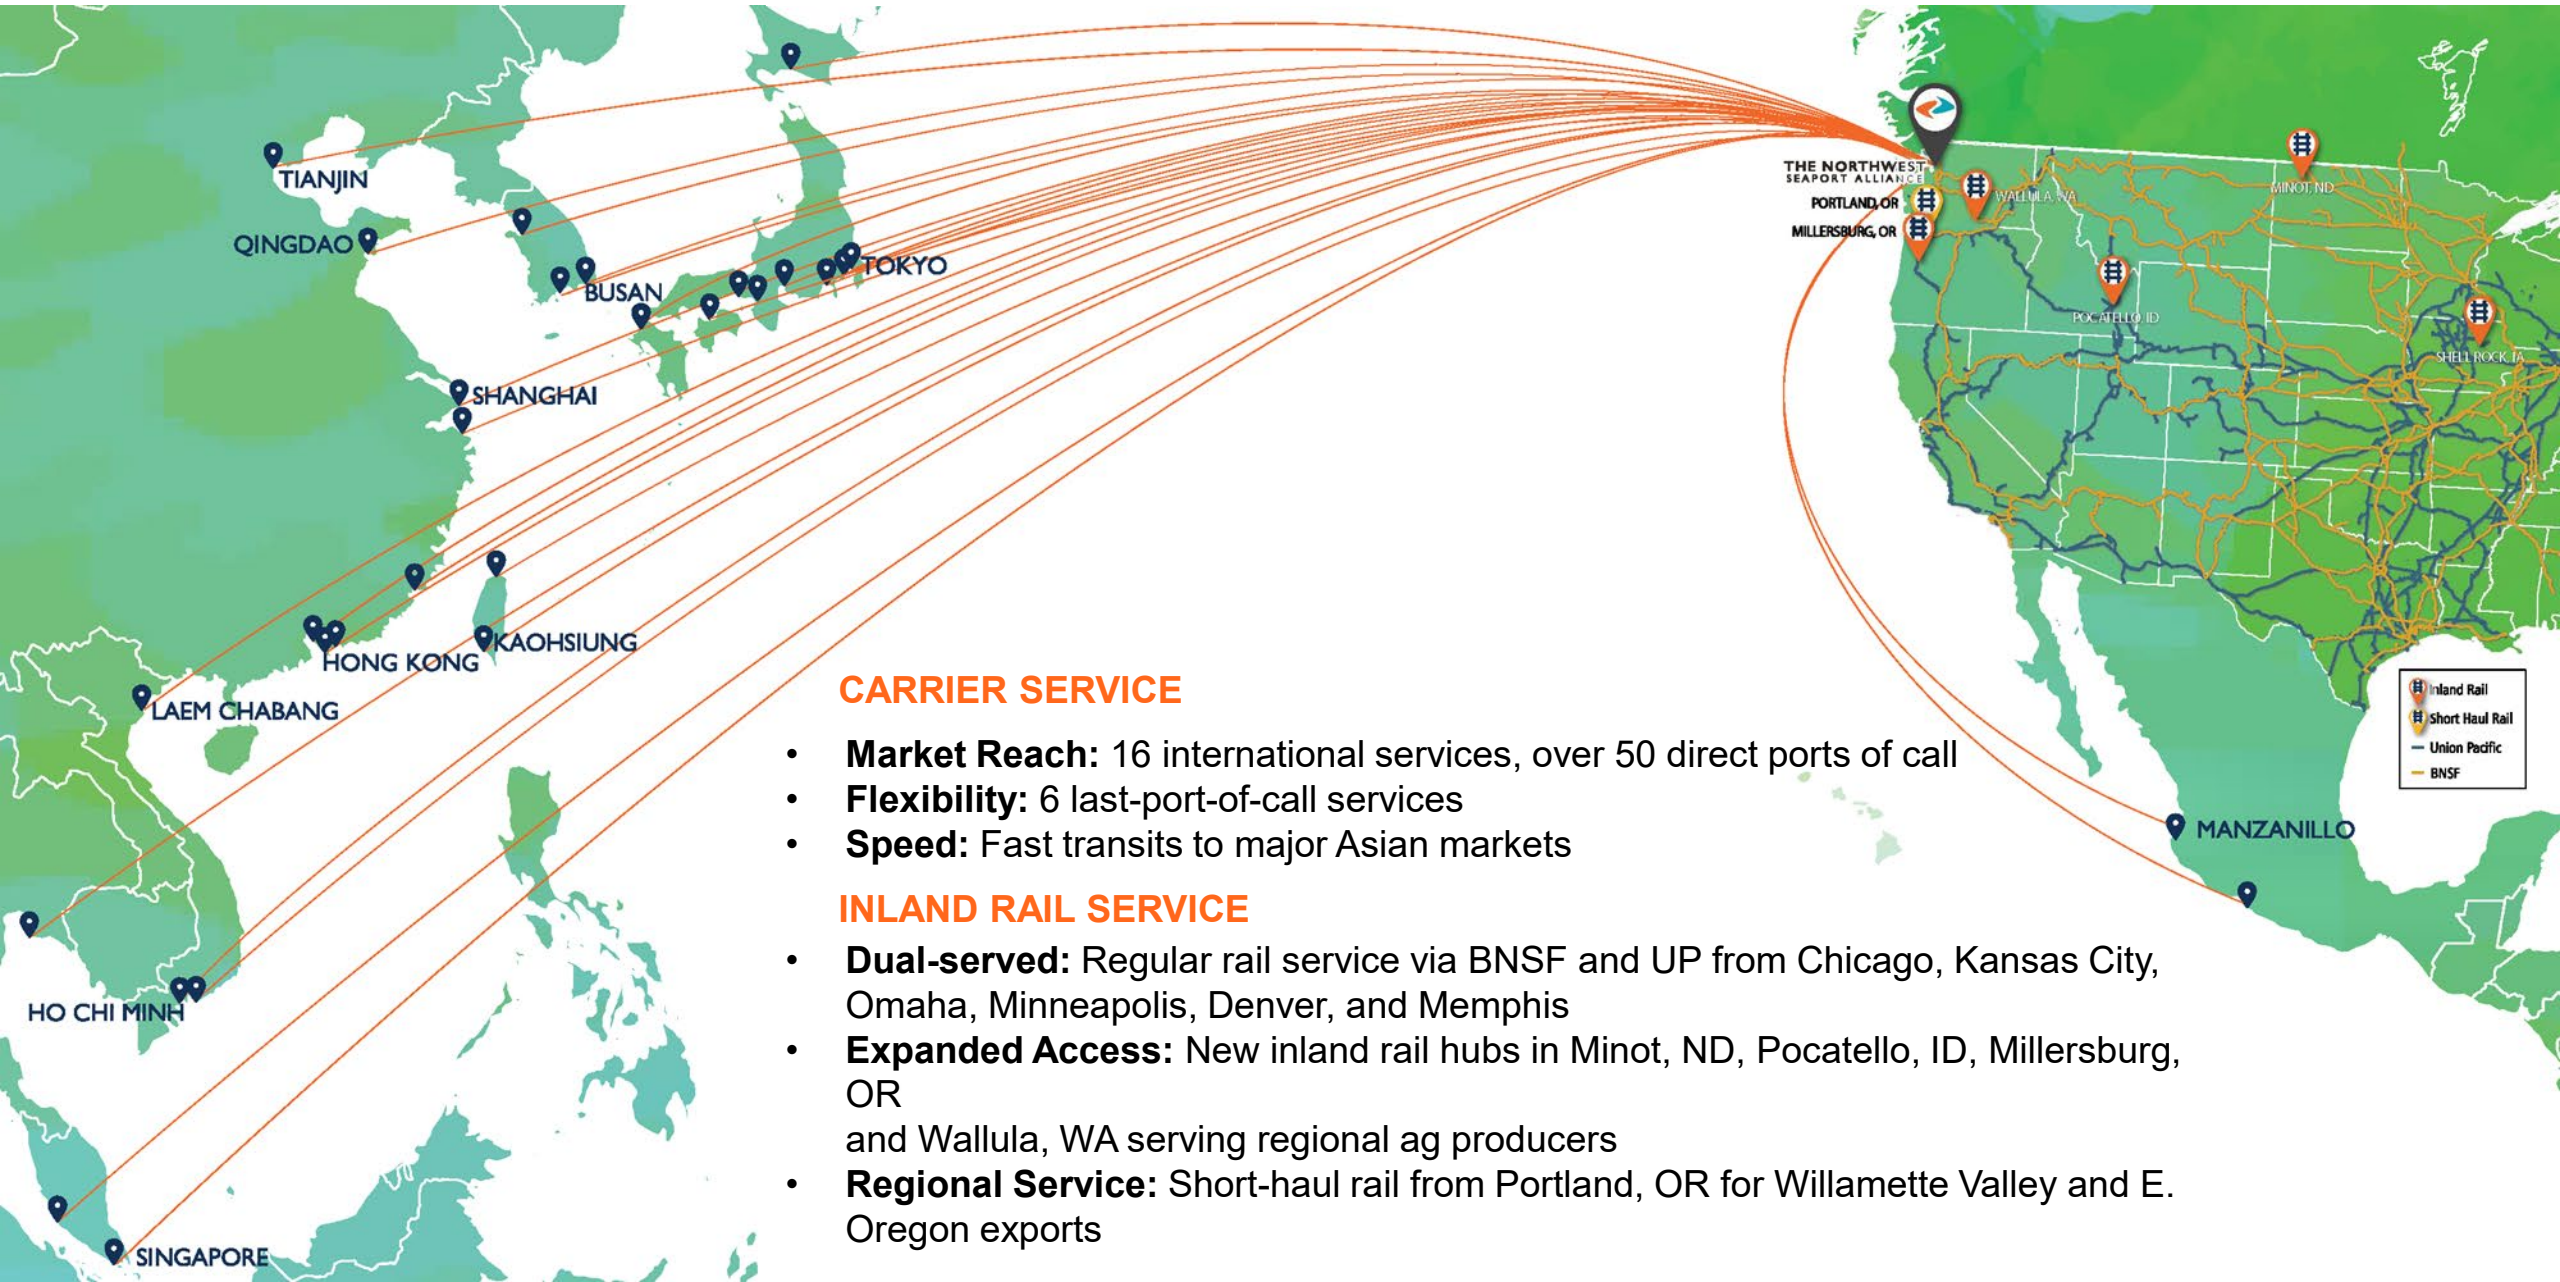 TIANJIN
QINGDAO
BUSAN
TOKYO
SHANGHAI
KAOHSIUNG
HONG KONG
LAEM CHABANG
HO CHI MINH
SINGAPORE
THE NORTHWEST
SEAPORT ALLIANCE
PORTLAND, OR
MILLERSBURG, OR
WALLULA, WA
MINOT, ND
POCATELLO, ID
SHELL ROCK, IA
Inland Rail
Short Haul Rail
Union Pacific
BNSF
MANZANILLO
CARRIER SERVICE
• Market Reach: 16 international services, over 50 direct ports of call
• Flexibility: 6 last-port-of-call services
• Speed: Fast transits to major Asian markets
INLAND RAIL SERVICE
• Dual-served: Regular rail service via BNSF and UP from Chicago, Kansas City,
Omaha, Minneapolis, Denver, and Memphis
• Expanded Access: New inland rail hubs in Minot, ND, Pocatello, ID, Millersburg,
OR
and Wallula, WA serving regional ag producers
• Regional Service: Short-haul rail from Portland, OR for Willamette Valley and E.
Oregon exports